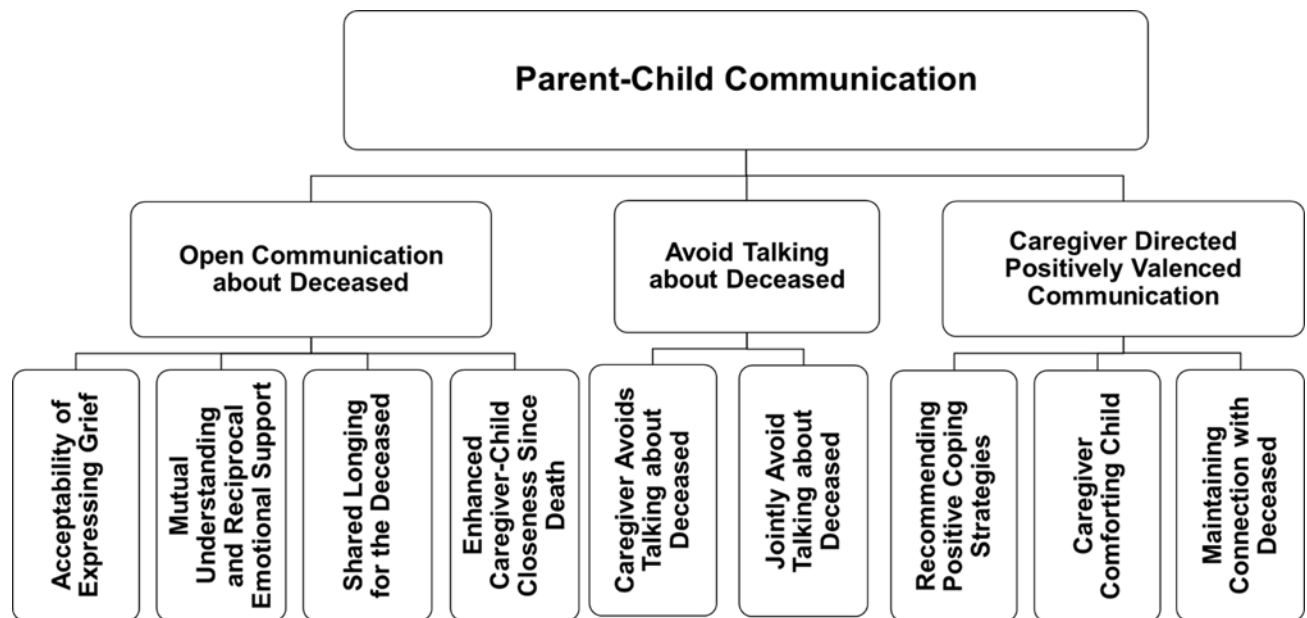 Parent-Child Communication
Open Communication
about Deceased
Avoid Talking
about Deceased
Caregiver Directed
Positively Valenced
Communication
Acceptability of
Expressing Grief
Mutual
Understanding
and Reciprocal
Emotional Support
Shared Longing
for the Deceased
Enhanced
Caregiver-Child
Closeness Since
Death
Caregiver Avoids
Talking about
Deceased
Jointly Avoid
Talking about
Deceased
Recommending
Positive Coping
Strategies
Caregiver
Comforting Child
Maintaining
Connection with
Deceased